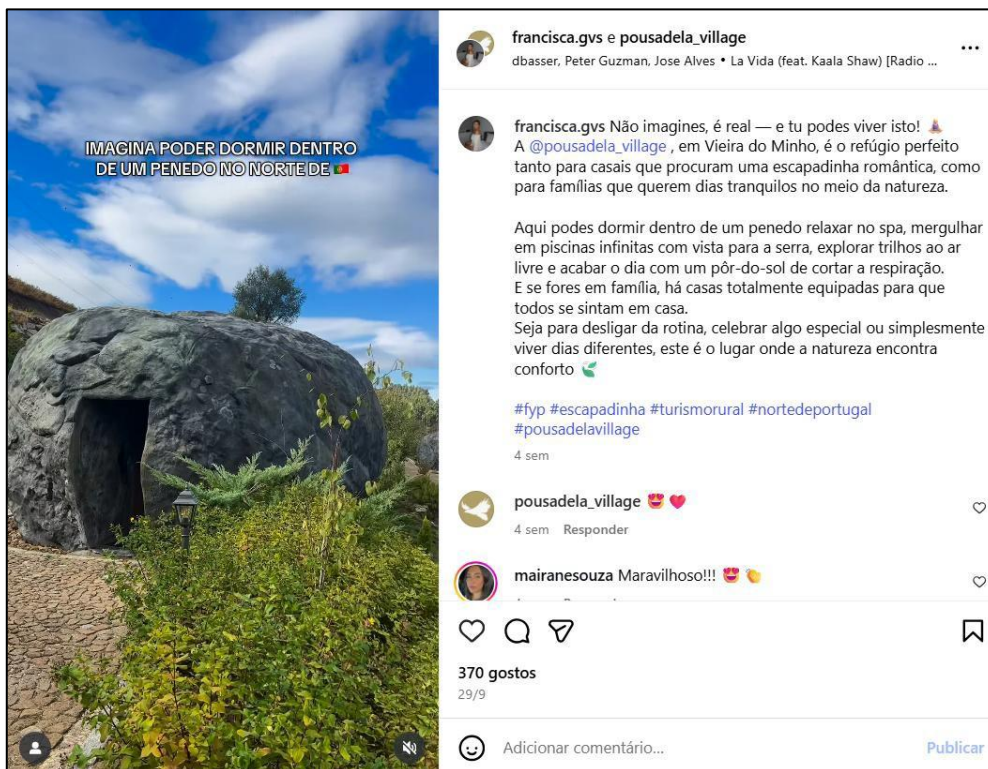 IMAGINA PODER DORMIR DENTRO
DE UM PENEDO NO NORTE DE 🇵🇹
francisca.gvs e pousadela_village
dbasser, Peter Guzman, Jose Alves • La Vida (feat. Kaala Shaw) [Radio ...
francisca.gvs Não imagines, é real — e tu podes viver isto! 🧘🏽‍♀️
A @pousadela_village , em Vieira do Minho, é o refúgio perfeito
tanto para casais que procuram uma escapadinha romântica, como
para famílias que querem dias tranquilos no meio da natureza.
Aqui podes dormir dentro de um penedo relaxar no spa, mergulhar
em piscinas infinitas com vista para a serra, explorar trilhos ao ar
livre e acabar o dia com um pôr-do-sol de cortar a respiração.
E se fores em família, há casas totalmente equipadas para que
todos se sintam em casa.
Seja para desligar da rotina, celebrar algo especial ou simplesmente
viver dias diferentes, este é o lugar onde a natureza encontra
conforto 🍃
#fyp #escapadinha #turismorural #nortedeportugal
#pousadelavillage
4 sem
pousadela_village 😍 ❤️
4 sem Responder
mairanesouza Maravilhoso!!! 😍 👏
370 gostos
29/9
Adicionar comentário...
Publicar